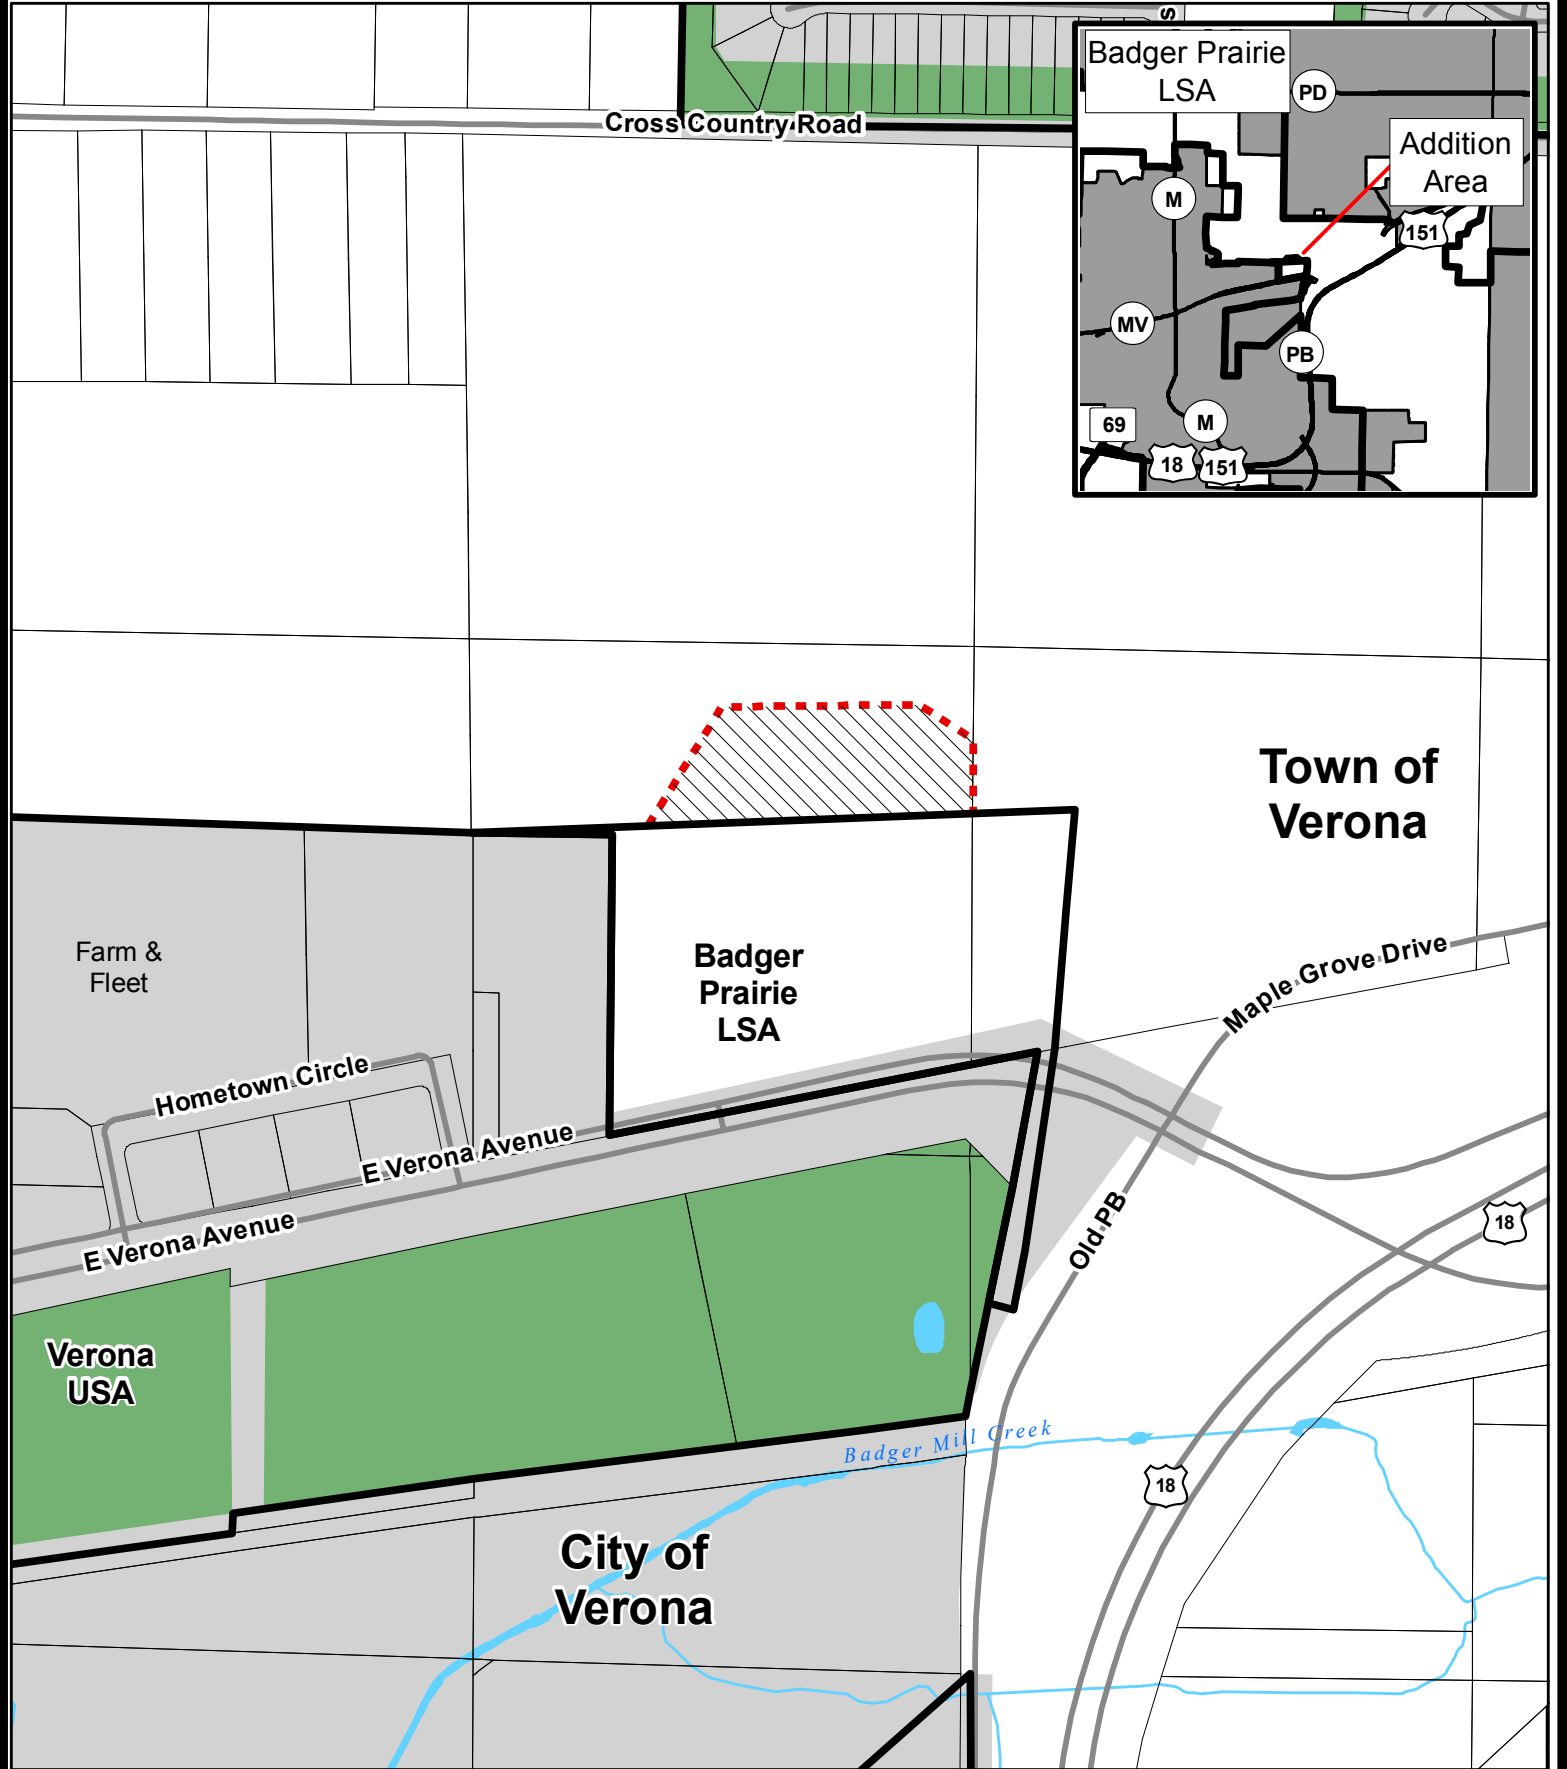 s
Cross Country Road
Badger Prairie
LSA
PD
Addition
Area
M
151
MV
PB
69
M
18
151
Town of
Verona
Farm &
Fleet
Badger
Prairie
LSA
Maple Grove Drive
Hometown Circle
E Verona Avenue
E Verona Avenue
Old PB
18
Verona
USA
Badger Mill Creek
18
City of
Verona